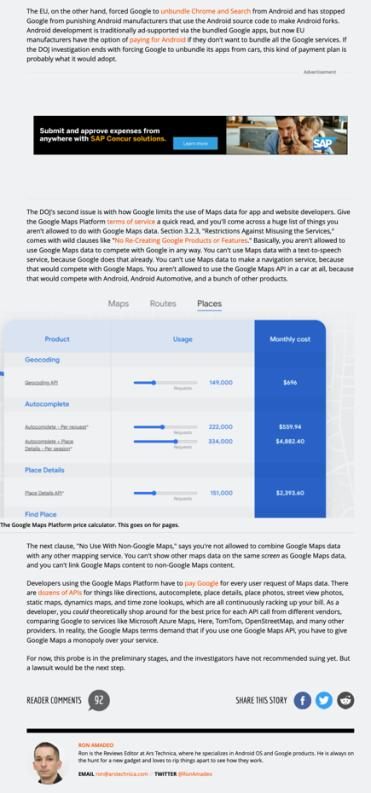 The EU, on the other hand, forced Google to unbundle Chrome and Search from Android and has stopped
Google from punishing Android manufacturers that use the Android source code to make Android forks.
Android development is traditionally ad-supported via the bundled Google apps, but now EU
manufacturers have the option of paying for Android if they don't want to bundle all the Google services. If
the DOJ investigation ends with forcing Google to unbundle its apps from cars, this kind of payment plan is
probably what it would adopt.
Advertisement
Submit and approve expenses from
anywhere with SAP Concur solutions.
Learn more
SAP
The DOJ's second issue is with how Google limits the use of Maps data for app and website developers. Give
the Google Maps Platform terms of service a quick read, and you'll come across a huge list of things you
aren't allowed to do with Google Maps data. Section 3.2.3, "Restrictions Against Misusing the Services,"
comes with wild clauses like "No Re-Creating Google Products or Features." Basically, you aren't allowed to
use Google Maps data to compete with Google in any way. You can't use Maps data with a text-to-speech
service, because Google does that already. You can't use Maps data to make a navigation service, because
that would compete with Google Maps. You aren't allowed to use the Google Maps API in a car at all, because
that would compete with Android, Android Automotive, and a bunch of other products.
Maps Routes Places
Product Usage Monthly cost
Geocoding
Geocoding API 149,000 $696
Requests
Autocomplete
Autocomplete - Per request* 222,000 $559.94
Requests
Autocomplete + Place 334,000 $4,882.40
Details - Per session* Requests
Place Details
Place Details API* 151,000 $2,393.60
Requests
Find Place
The Google Maps Platform price calculator. This goes on for pages.
The next clause, "No Use With Non-Google Maps," says you're not allowed to combine Google Maps data
with any other mapping service. You can't show other maps data on the same screen as Google Maps data,
and you can't link Google Maps content to non-Google Maps content.
Developers using the Google Maps Platform have to pay Google for every user request of Maps data. There
are dozens of APIs for things like directions, autocomplete, place details, place photos, street view photos,
static maps, dynamics maps, and time zone lookups, which are all continuously racking up your bill. As a
developer, you could theoretically shop around for the best price for each API call from different vendors,
comparing Google to services like Microsoft Azure Maps, Here, TomTom, OpenStreetMap, and many other
providers. In reality, the Google Maps terms demand that if you use one Google Maps API, you have to give
Google Maps a monopoly over your service.
For now, this probe is in the preliminary stages, and the investigators have not recommended suing yet. But
a lawsuit would be the next step.
READER COMMENTS 92 SHARE THIS STORY
RON AMADEO
Ron is the Reviews Editor at Ars Technica, where he specializes in Android OS and Google products. He is always on
the hunt for a new gadget and loves to rip things apart to see how they work.
EMAIL ron@arstechnica.com // TWITTER @RonAmadeo